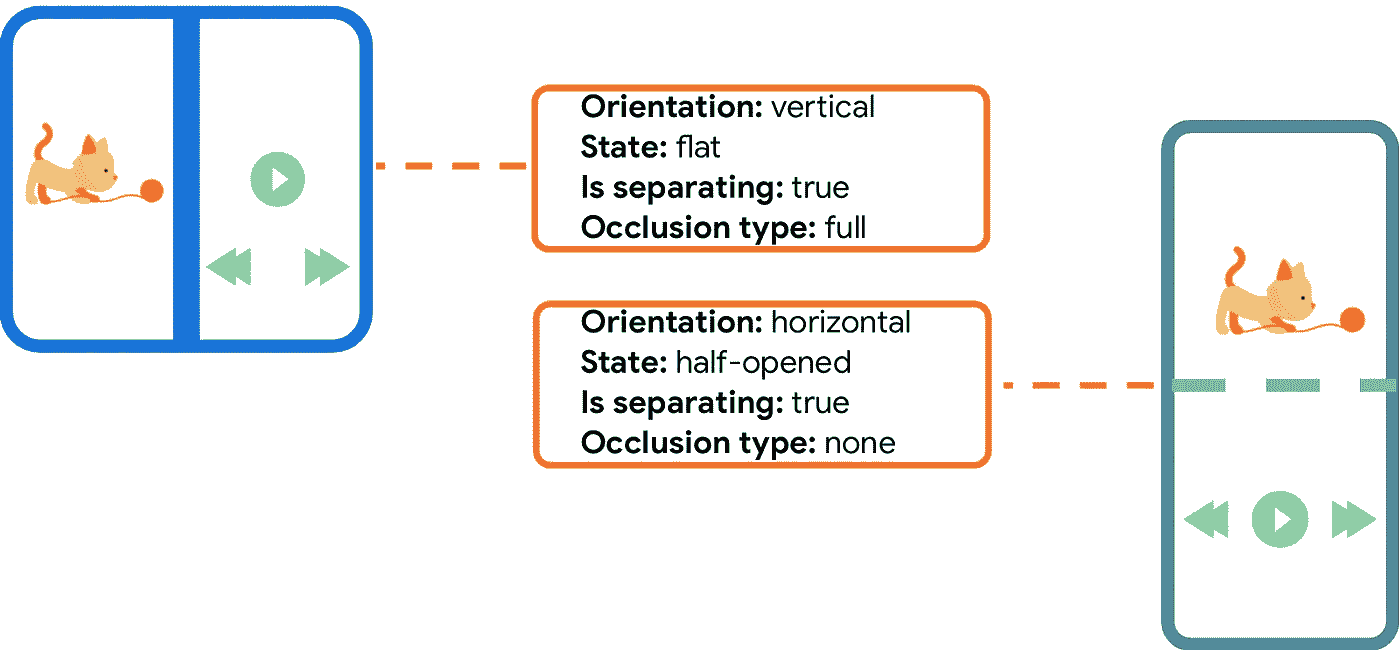 Orientation: vertical
State: flat
Is separating: true
Occlusion type: full
Orientation: horizontal
State: half-opened
Is separating: true
Occlusion type: none